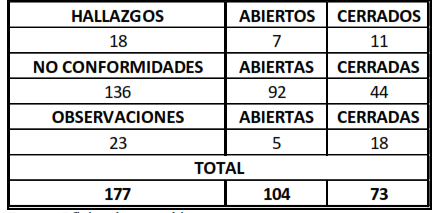 HALLAZGOS ABIERTOS CERRADOS
18 7 11
NO CONFORMIDADES ABIERTAS CERRADAS
136 92 44
OBSERVACIONES ABIERTAS CERRADAS
23 5 18
TOTAL
177 104 73